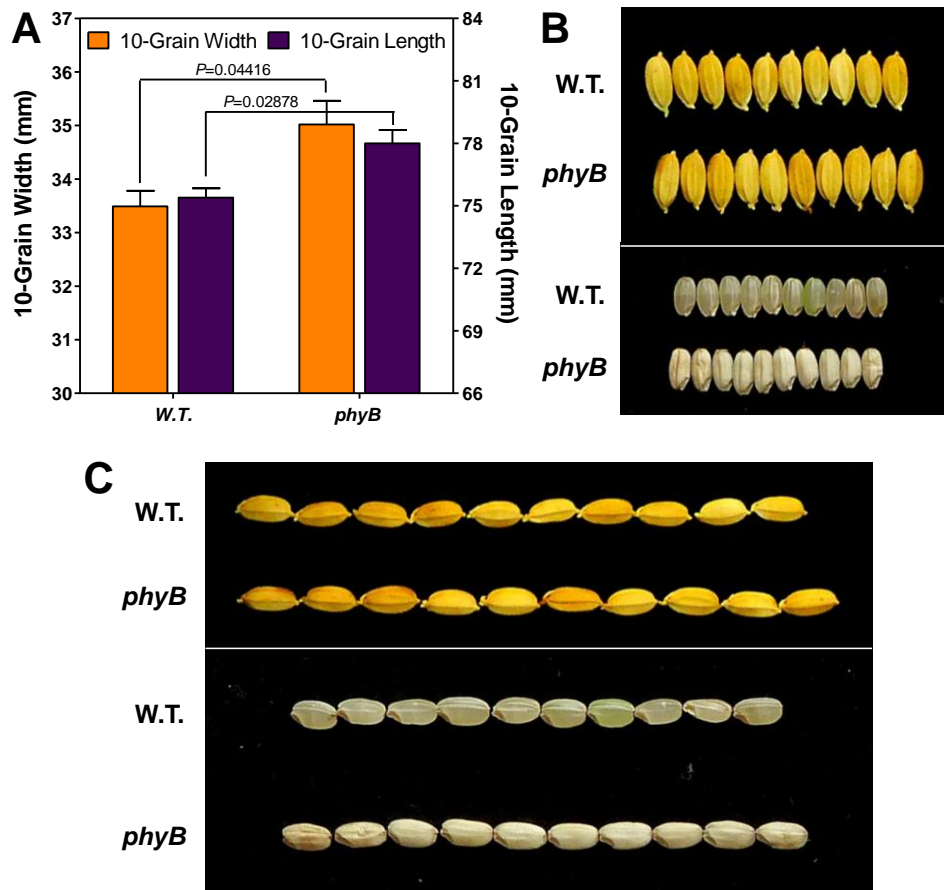 A
10-Grain Width
10-Grain Length
P=0.04416
P=0.02878
10-Grain Width (mm)
37
36
35
34
33
32
31
30
10-Grain Length (mm)
84
81
78
75
72
69
66
W.T.
phyB
B
W.T.
phyB
W.T.
phyB
C
W.T.
phyB
W.T.
phyB